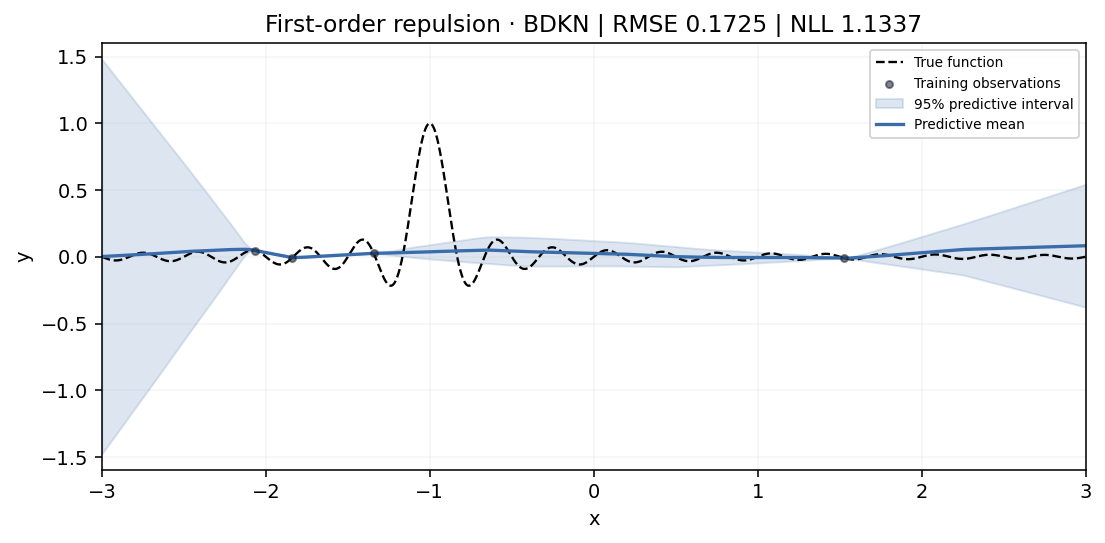 First-order repulsion · BDKN | RMSE 0.1725 | NLL 1.1337
True function
Training observations
95% predictive interval
Predictive mean
1.5
1.0
0.5
0.0
−0.5
−1.0
−1.5
y
−3
−2
−1
0
1
2
3
x